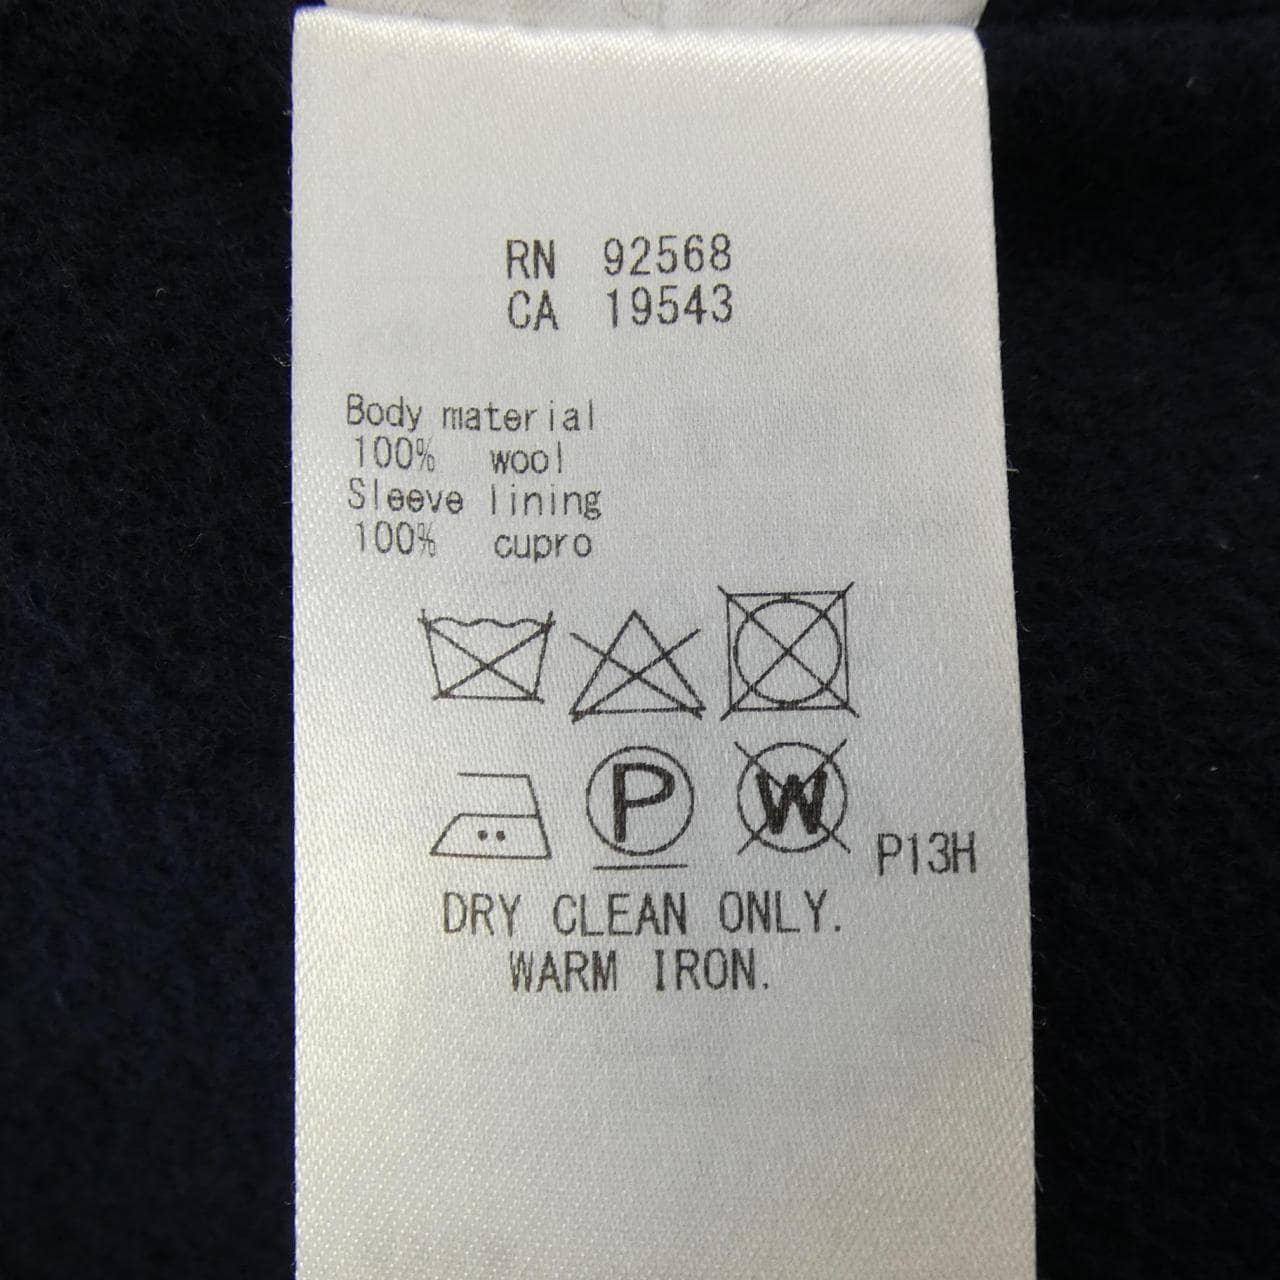 RN 92568
CA 19543
Body material
100% wool
Sleeve lining
100% cupro
P
W
P13H
DRY CLEAN ONLY.
WARM IRON.